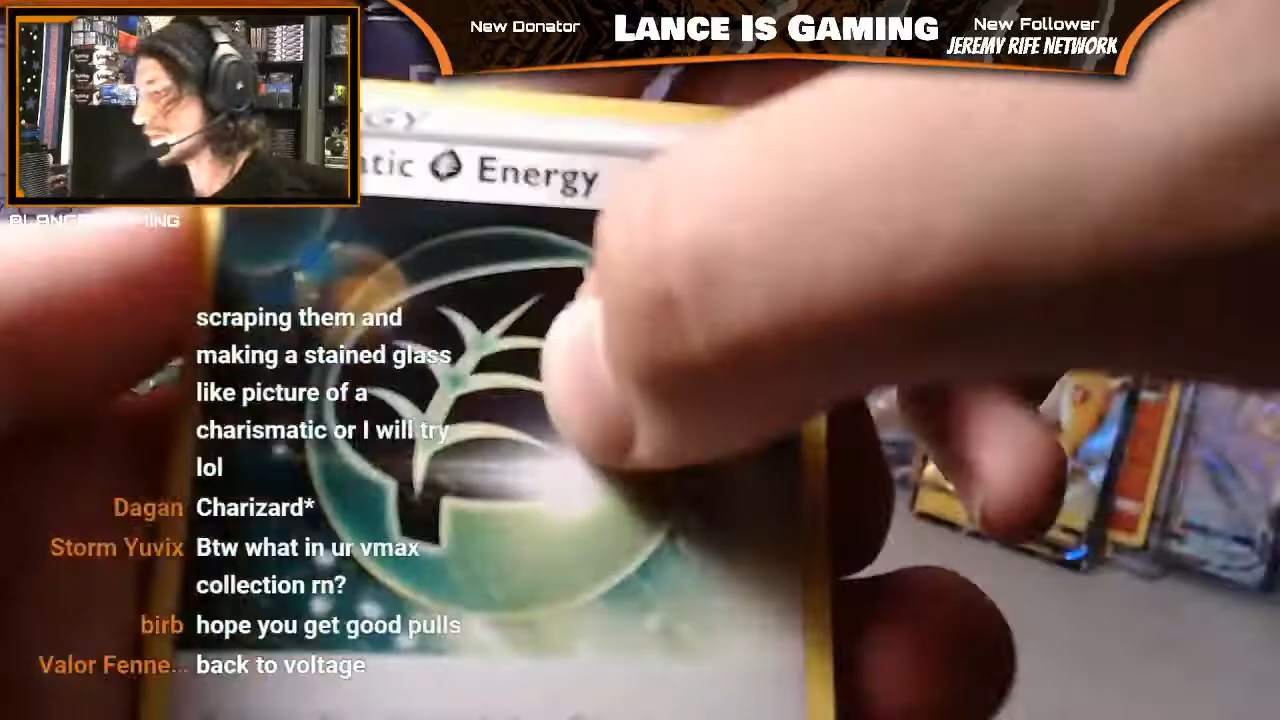 New Donator
LANCE IS GAMING
New Follower
JEREMY RIFE NETWORK
Energy
scraping them and
making a stained glass
like picture of a
charismatic or I will try
lol
Dagan Charizard*
Storm Yuvix Btw what in ur vmax
collection rn?
birb hope you get good pulls
Valor Fenne... back to voltage